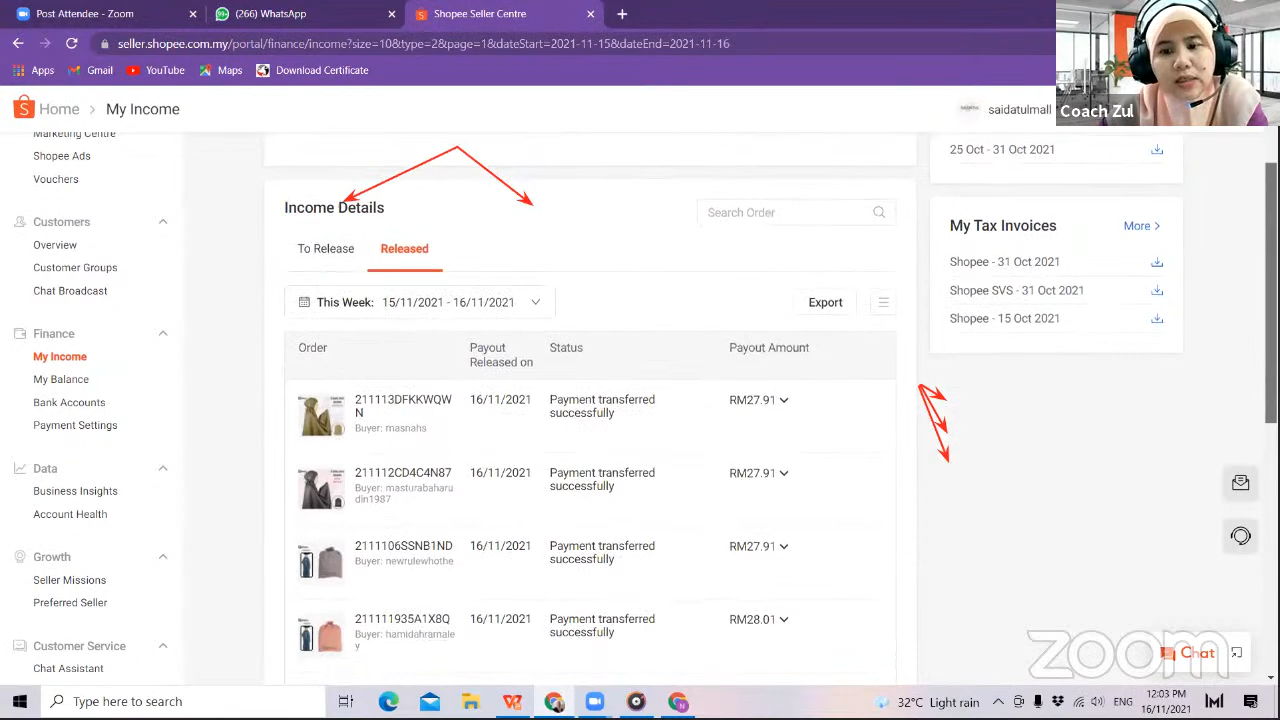 Post Attendee - Zoom
(266) WhatsApp
Shopee Seller Centre
seller.shopee.com.my/portal/finance/income?size=10&type=2&page=1&dateStart=2021-11-15&dateEnd=2021-11-16
Apps
Gmail
YouTube
Maps
Download Certificate
Coach Zul
Home
My Income
saidatulmall
Marketing Centre
Shopee Ads
Vouchers
Customers
Overview
Customer Groups
Chat Broadcast
Finance
My Income
My Balance
Bank Accounts
Payment Settings
Data
Business Insights
Account Health
Growth
Seller Missions
Preferred Seller
Customer Service
Chat Assistant
Income Details
Search Order
To Release
Released
This Week: 15/11/2021 - 16/11/2021
Export
Order
Payout
Released on
Status
Payout Amount
211113DFKKWQW
N
Buyer: masnahs
16/11/2021
Payment transferred
successfully
RM27.91
211112CD4C4N87
Buyer: masturabaharu
din1987
16/11/2021
Payment transferred
successfully
RM27.91
2111106SSNB1ND
Buyer: newrulewhothe
16/11/2021
Payment transferred
successfully
RM27.91
211111935A1X8Q
Buyer: hamidahramale
y
16/11/2021
Payment transferred
successfully
RM28.01
25 Oct - 31 Oct 2021
My Tax Invoices
More
Shopee - 31 Oct 2021
Shopee SVS - 31 Oct 2021
Shopee - 15 Oct 2021
zoom
Chat
Type here to search
32°C Light rain
ENG
12:03 PM
16/11/2021